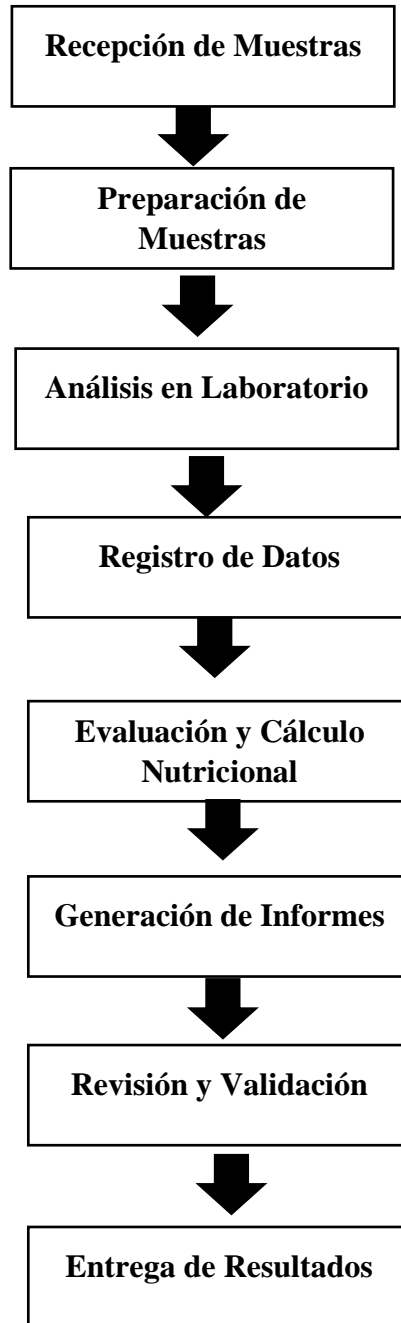 Recepción de Muestras
Preparación de
Muestras
Análisis en Laboratorio
Registro de Datos
Evaluación y Cálculo
Nutricional
Generación de Informes
Revisión y Validación
Entrega de Resultados